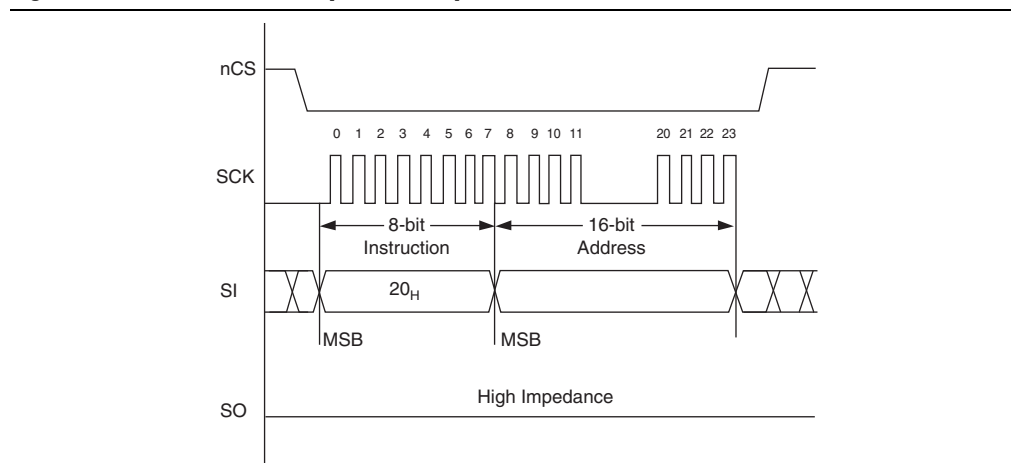 nCS
0 1 2 3 4 5 6 7 8 9 10 11 20 21 22 23
SCK
8-bit
Instruction
16-bit
Address
SI
20H
MSB
MSB
High Impedance
SO